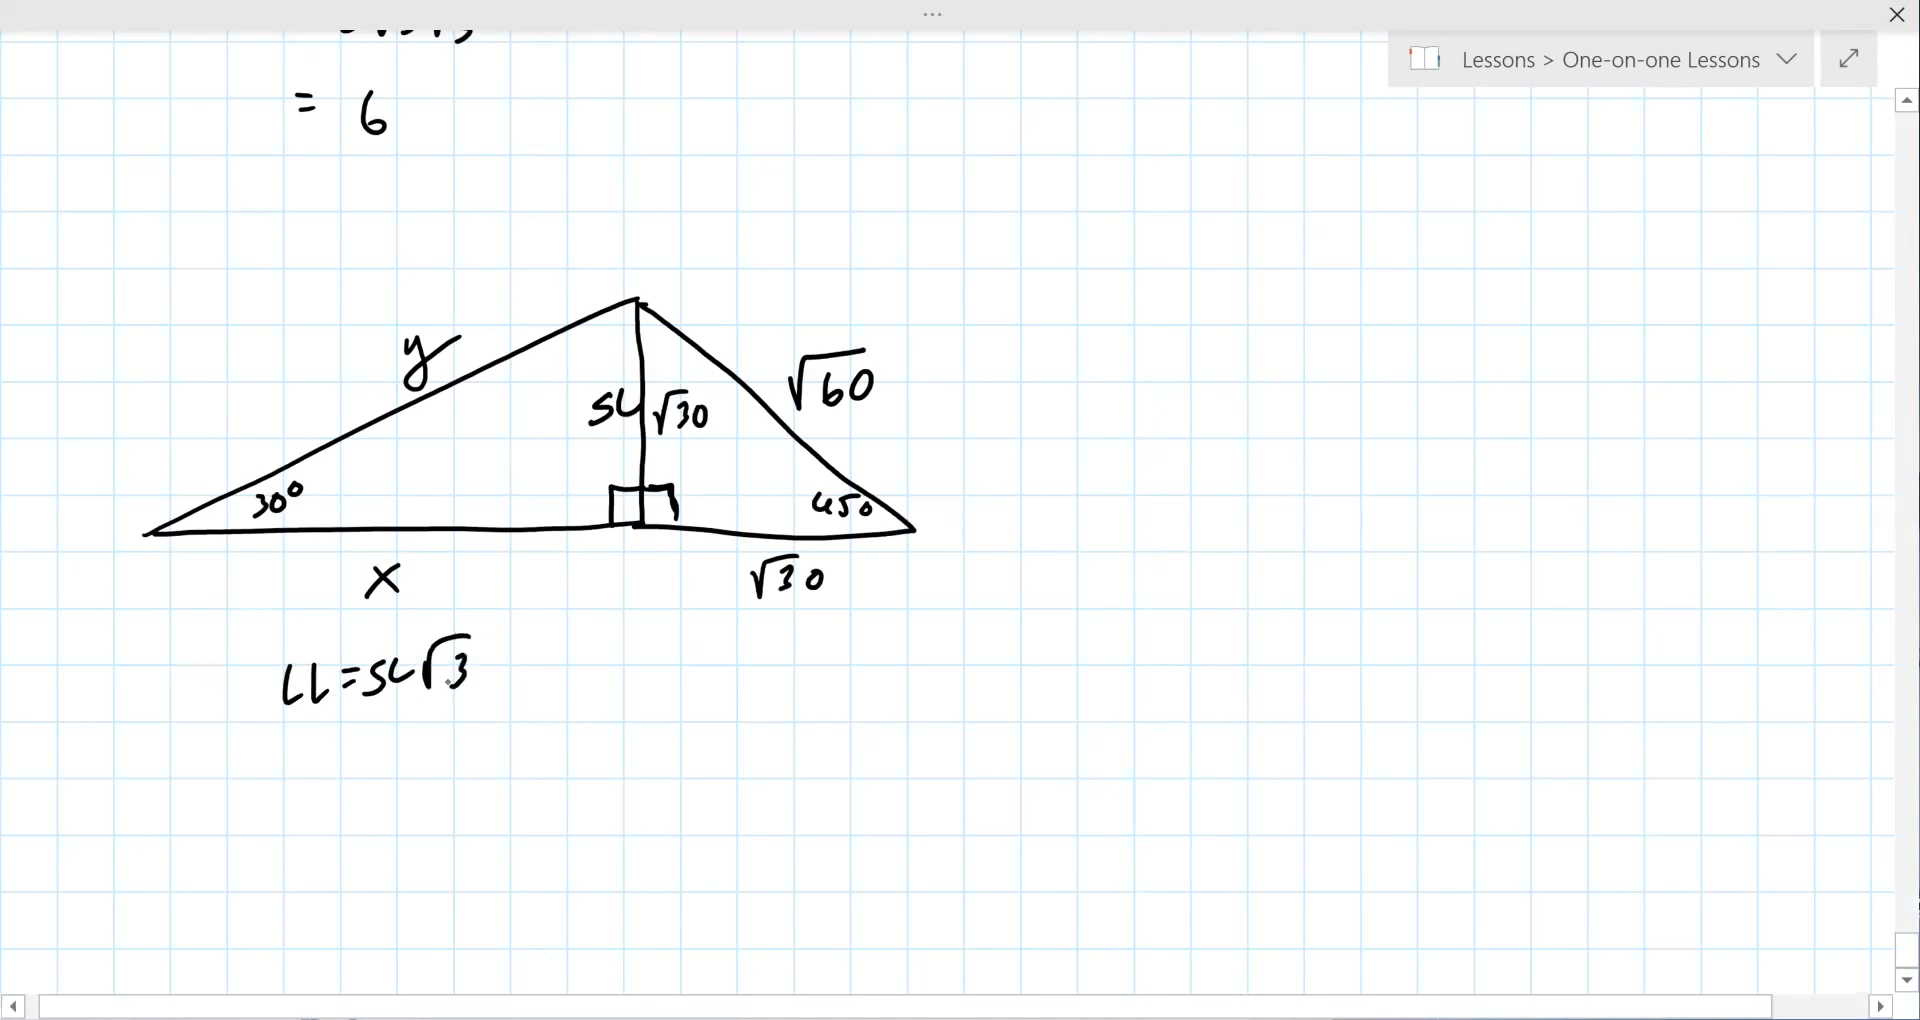 ...
Lessons > One-on-one Lessons
= 6
y
√60
SL √30
30°
45°
x
√30
LL = SL√3